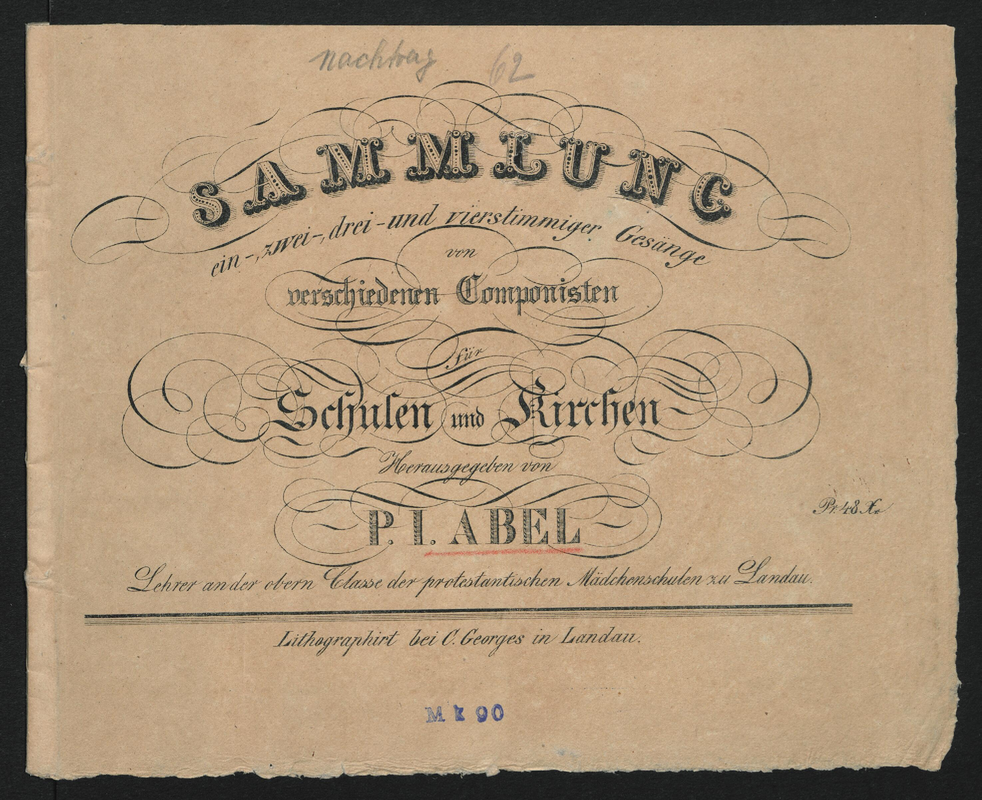 nachtrag 62
SAMMLUNG
ein-, zwei-, drei- und vierstimmiger Gesänge
von
verschiedenen Componisten
für
Schulen und Kirchen
Herausgegeben von
P. I. ABEL
Pr. 48 Xr
Lehrer an der obern Classe der protestantischen Mädchenschulen zu Landau.
Lithographirt bei C. Georges in Landau.
M k 90